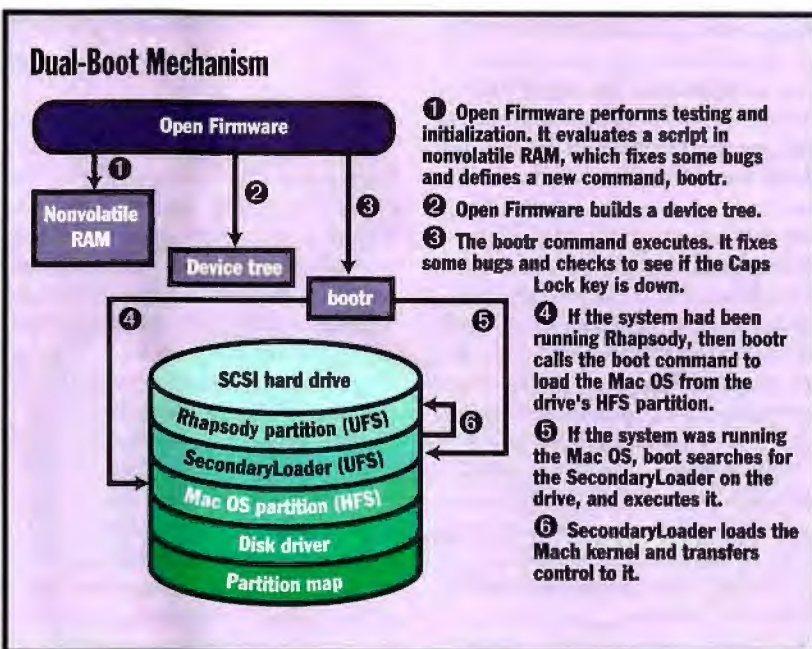 Dual-Boot Mechanism
Open Firmware
❶
Nonvolatile
RAM
❷
Device tree
❸
bootr
❹
❺
SCSI hard drive
Rhapsody partition (UFS)
❻
SecondaryLoader (UFS)
Mac OS partition (HFS)
Disk driver
Partition map
❶ Open Firmware performs testing and
initialization. It evaluates a script in
nonvolatile RAM, which fixes some bugs
and defines a new command, bootr.
❷ Open Firmware builds a device tree.
❸ The bootr command executes. It fixes
some bugs and checks to see if the Caps
Lock key is down.
❹ If the system had been
running Rhapsody, then bootr
calls the boot command to
load the Mac OS from the
drive's HFS partition.
❺ If the system was running
the Mac OS, boot searches for
the SecondaryLoader on the
drive, and executes it.
❻ SecondaryLoader loads the
Mach kernel and transfers
control to it.